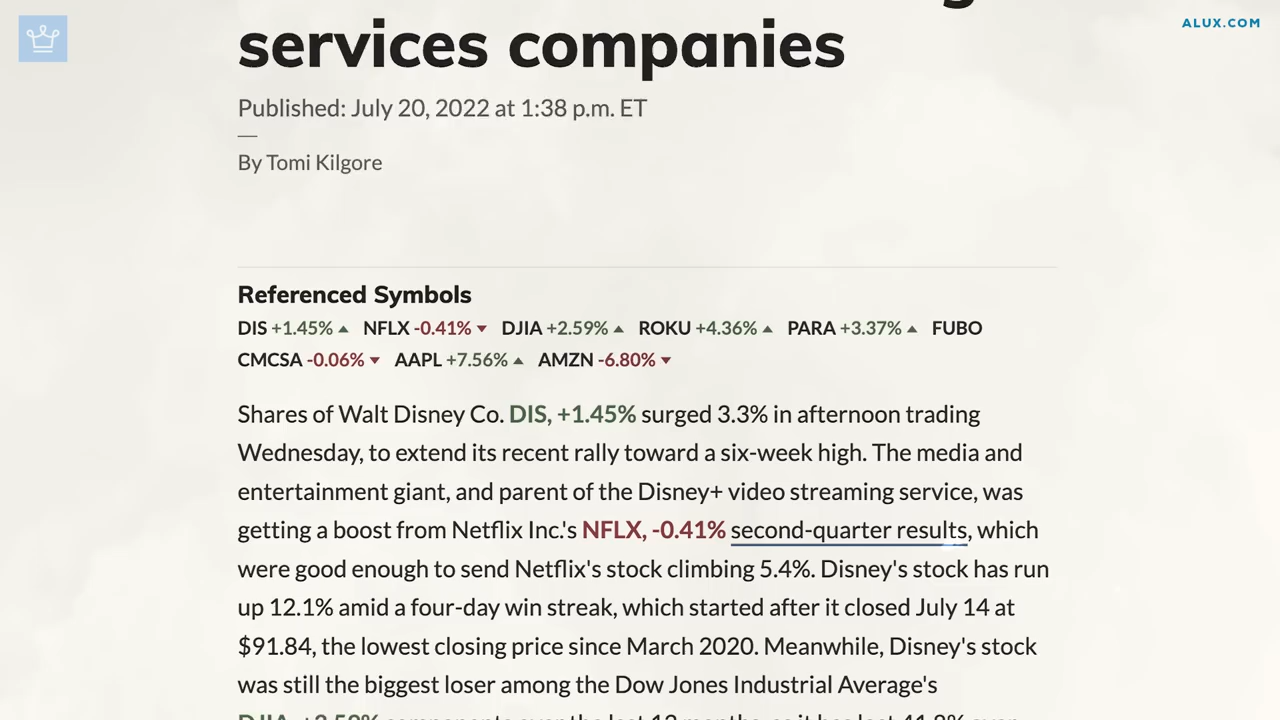 ALUX.COM
services companies
Published: July 20, 2022 at 1:38 p.m. ET
—
By Tomi Kilgore
Referenced Symbols
DIS +1.45% ▲ NFLX -0.41% ▼ DJIA +2.59% ▲ ROKU +4.36% ▲ PARA +3.37% ▲ FUBO
CMCSA -0.06% ▼ AAPL +7.56% ▲ AMZN -6.80% ▼
Shares of Walt Disney Co. DIS, +1.45% surged 3.3% in afternoon trading
Wednesday, to extend its recent rally toward a six-week high. The media and
entertainment giant, and parent of the Disney+ video streaming service, was
getting a boost from Netflix Inc.'s NFLX, -0.41% second-quarter results, which
were good enough to send Netflix's stock climbing 5.4%. Disney's stock has run
up 12.1% amid a four-day win streak, which started after it closed July 14 at
$91.84, the lowest closing price since March 2020. Meanwhile, Disney's stock
was still the biggest loser among the Dow Jones Industrial Average's